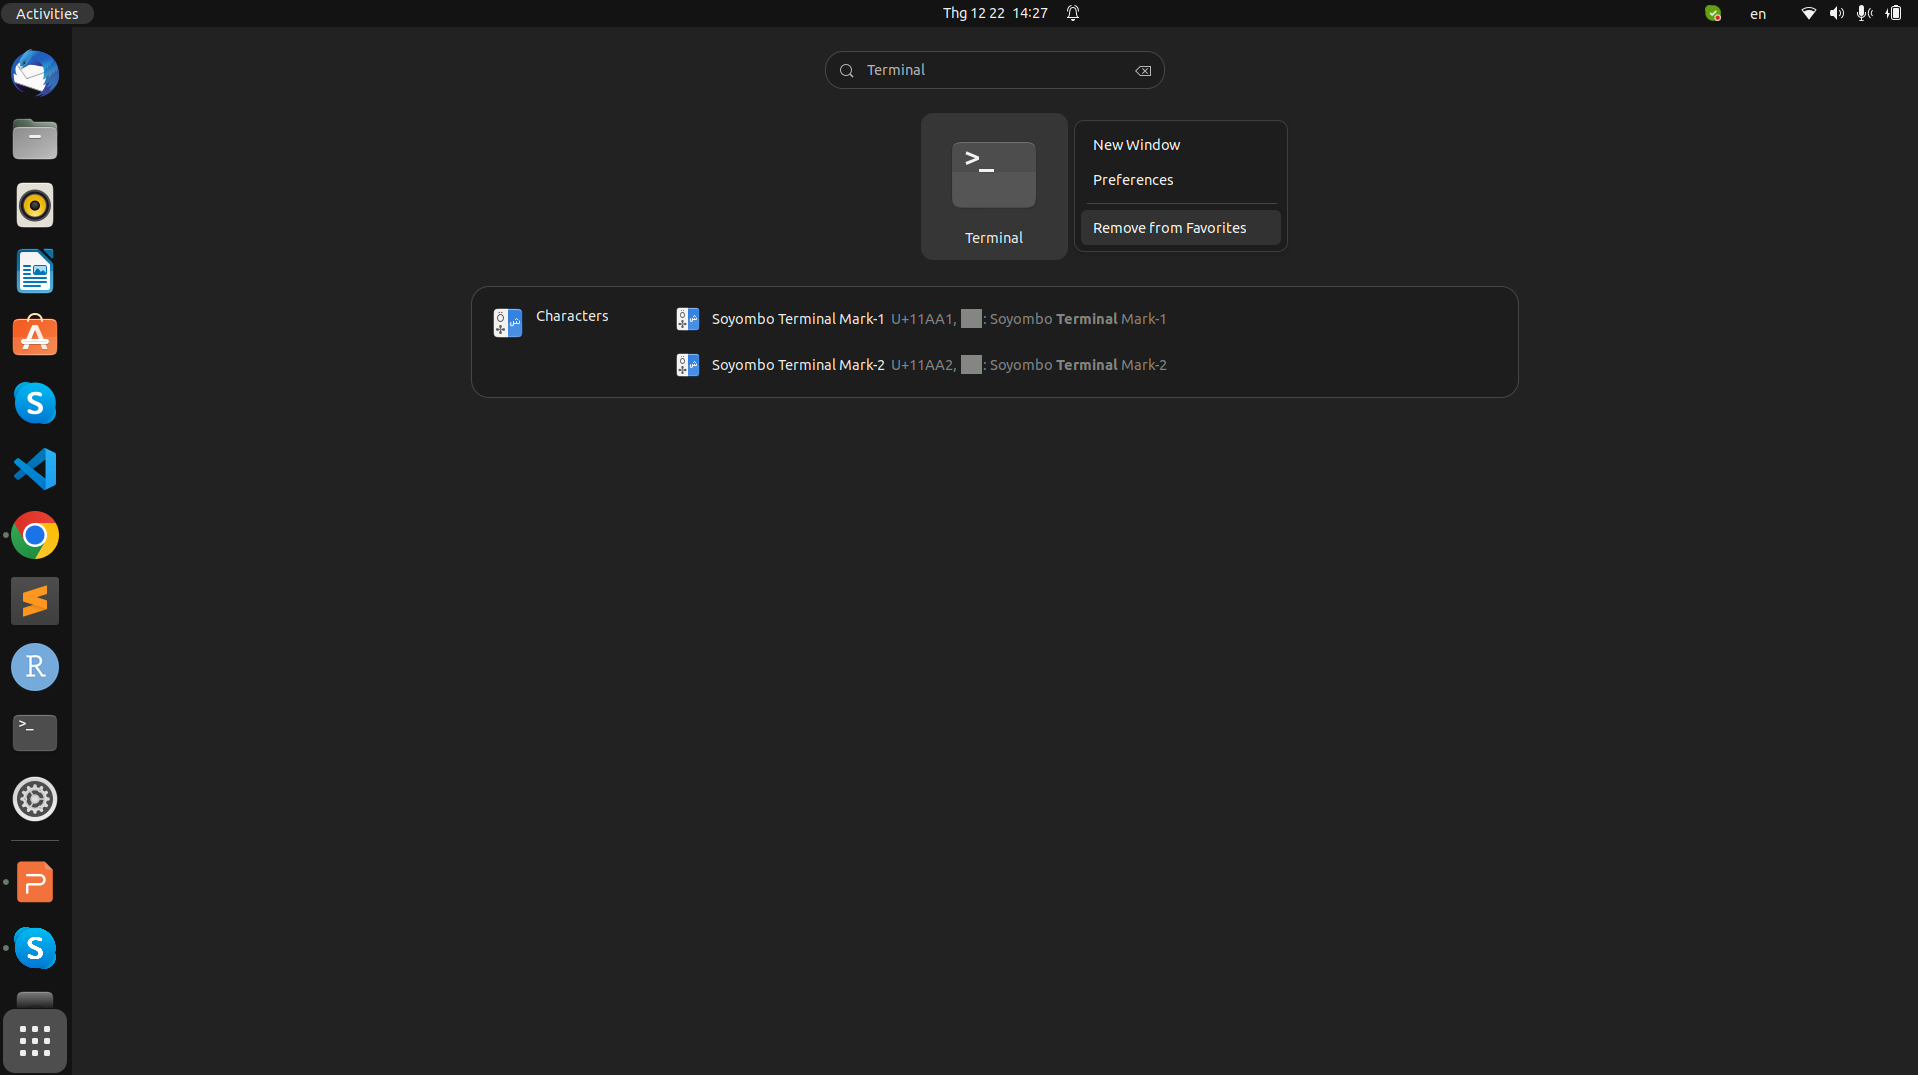 Activities
Thg 12 22 14:27
en
Terminal
>_
New Window
Preferences
Remove from Favorites
Terminal
Characters
Soyombo Terminal Mark-1 U+11AA1, : Soyombo Terminal Mark-1
Soyombo Terminal Mark-2 U+11AA2, : Soyombo Terminal Mark-2
S
R
>_
P
S